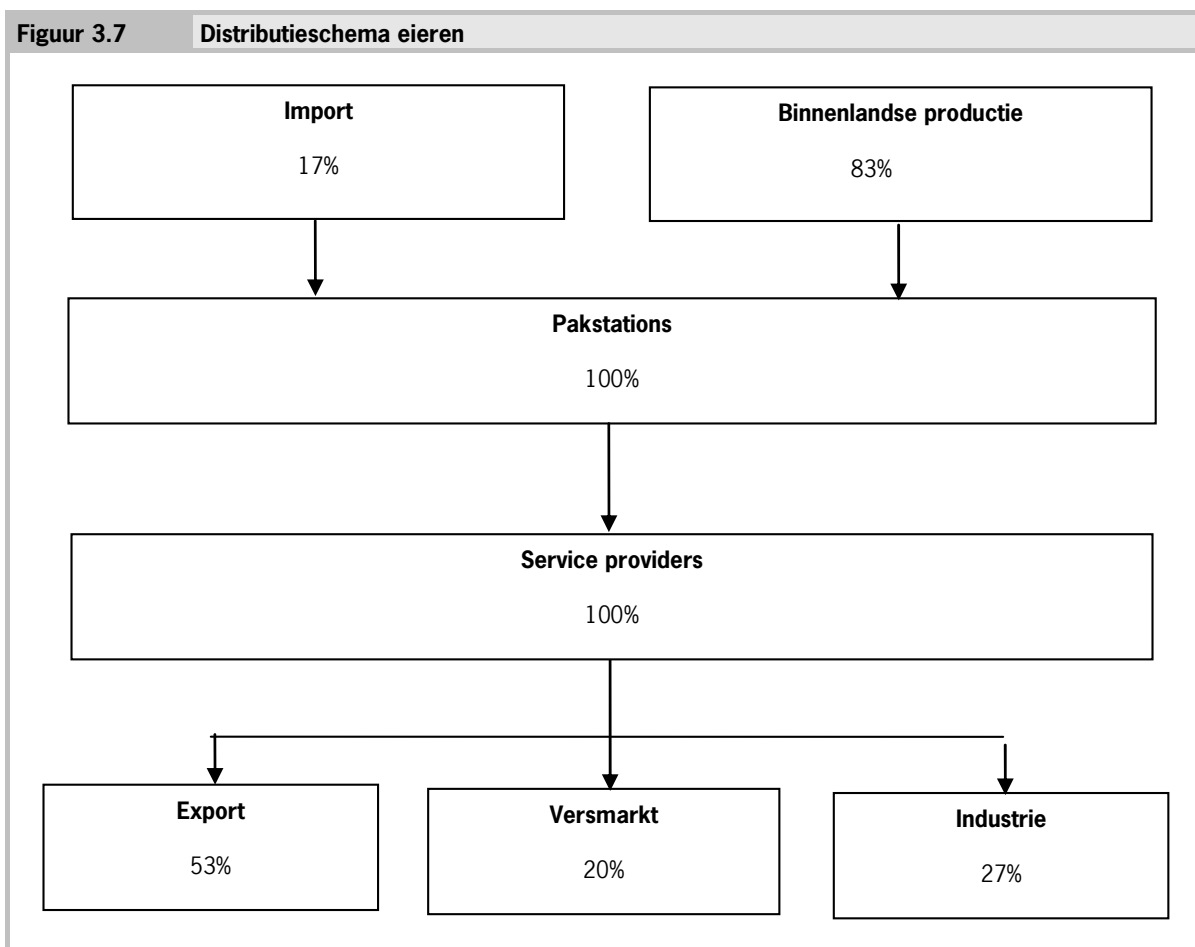 Figuur 3.7 Distributieschema eieren
Import
17%
Binnenlandse productie
83%
Pakstations
100%
Service providers
100%
Export
53%
Versmarkt
20%
Industrie
27%